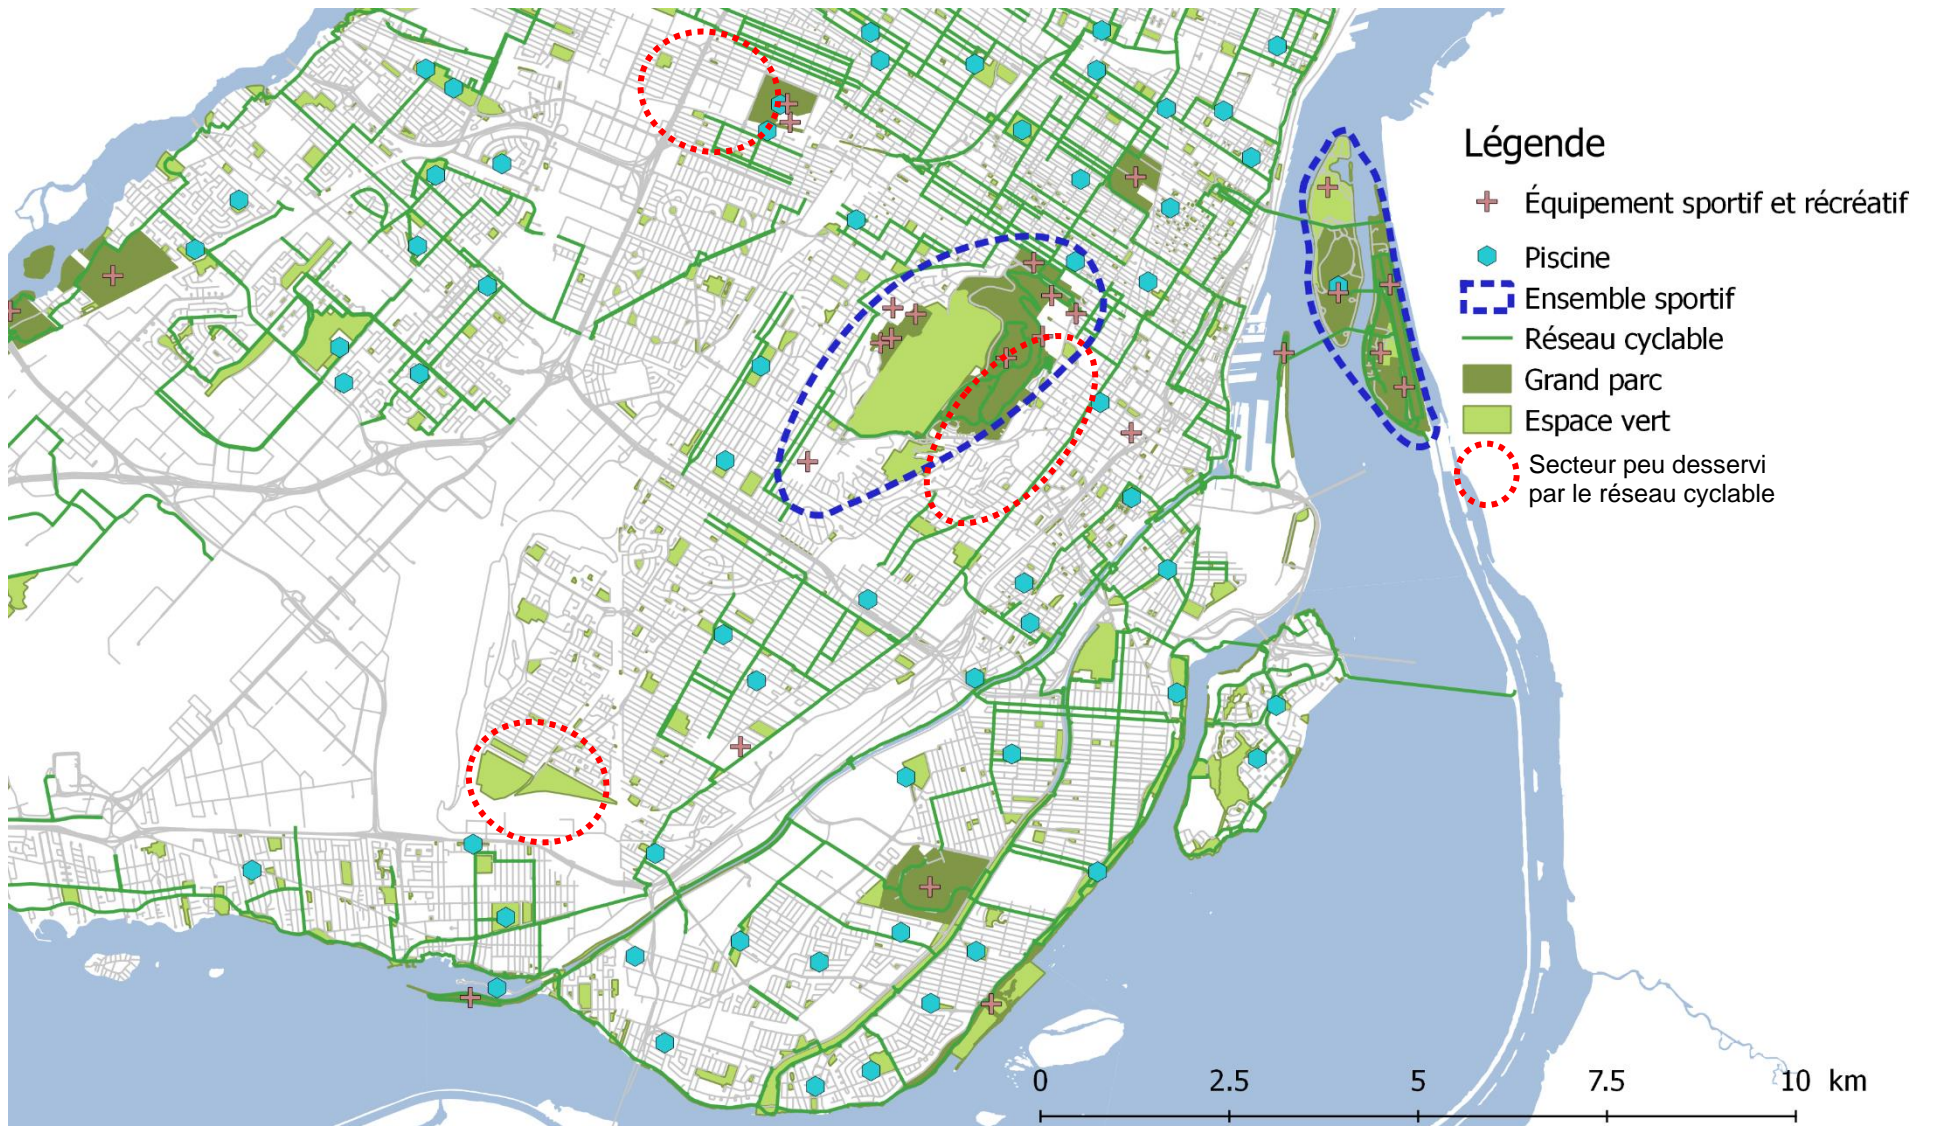 Légende
Équipement sportif et récréatif
Piscine
Ensemble sportif
Réseau cyclable
Grand parc
Espace vert
Secteur peu desservi
par le réseau cyclable
0 2.5 5 7.5 10 km